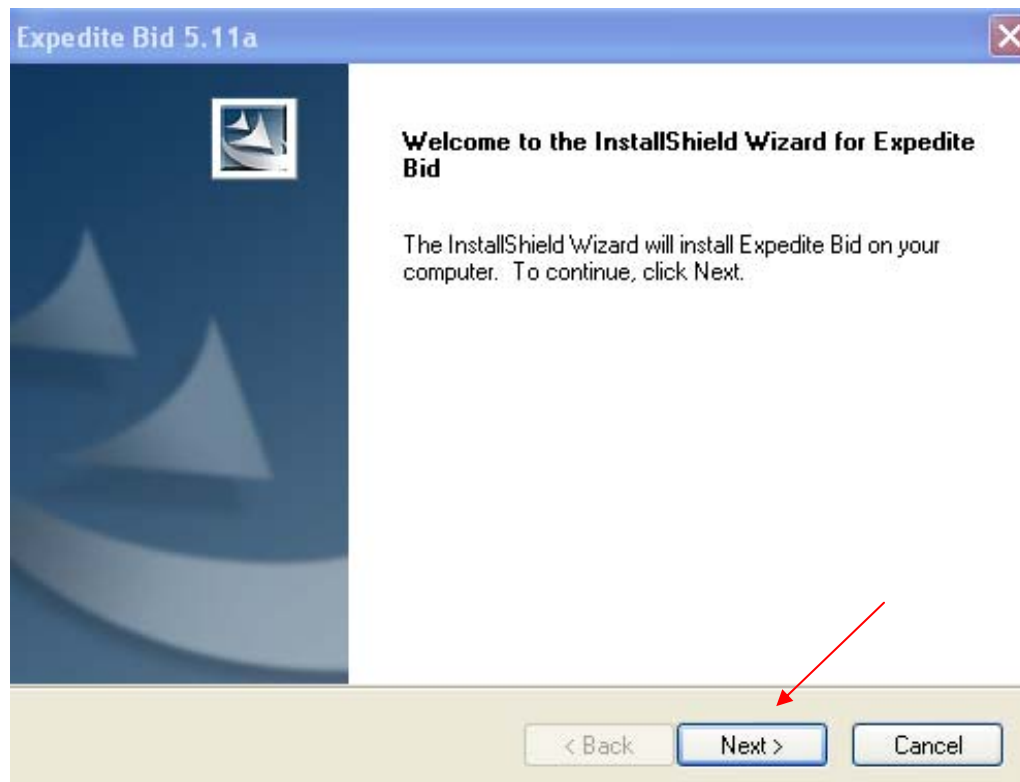 Expedite Bid 5.11a
Welcome to the InstallShield Wizard for Expedite
Bid
The InstallShield Wizard will install Expedite Bid on your
computer.  To continue, click Next.
< Back
Next >
Cancel